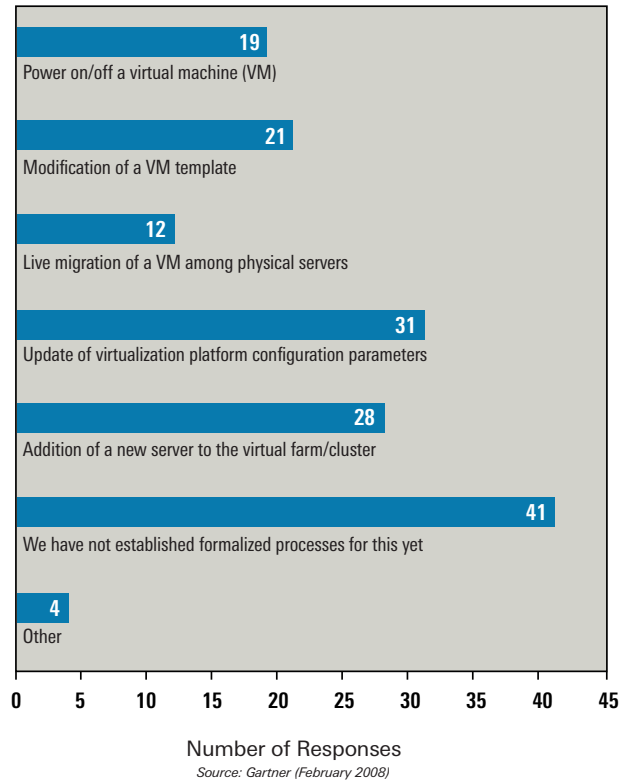 19
Power on/off a virtual machine (VM)
21
Modification of a VM template
12
Live migration of a VM among physical servers
31
Update of virtualization platform configuration parameters
28
Addition of a new server to the virtual farm/cluster
41
We have not established formalized processes for this yet
4
Other
0 5 10 15 20 25 30 35 40 45
Number of Responses
Source: Gartner (February 2008)